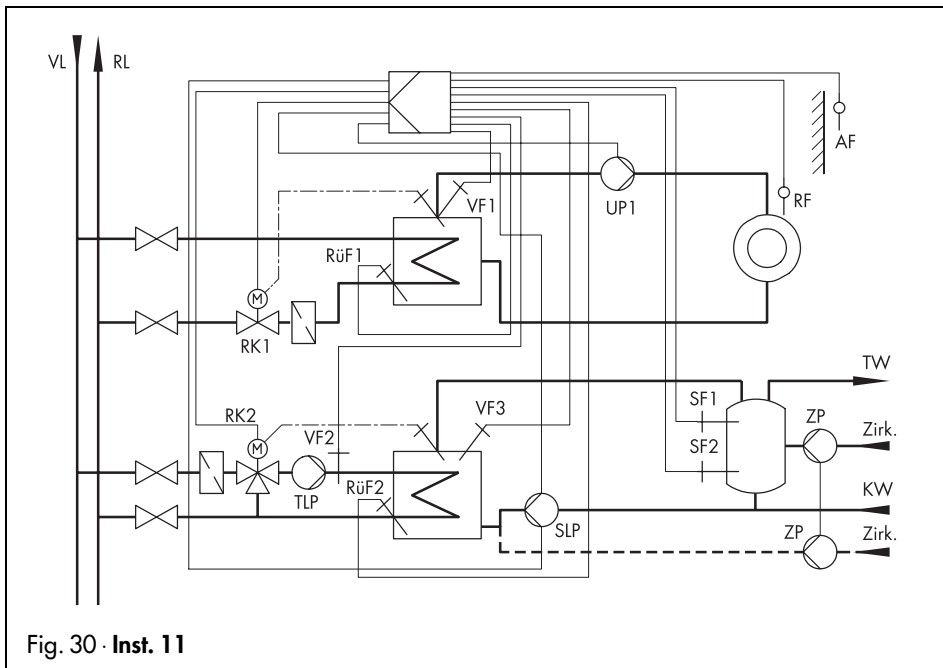 VL
RL
AF
VF1
UP1
RF
RüF1
M
RK1
TW
SF1
RK2
VF3
ZP
Zirk.
M
VF2
SF2
KW
TLP
RüF2
SLP
ZP
Zirk.
Fig. 30 · Inst. 11